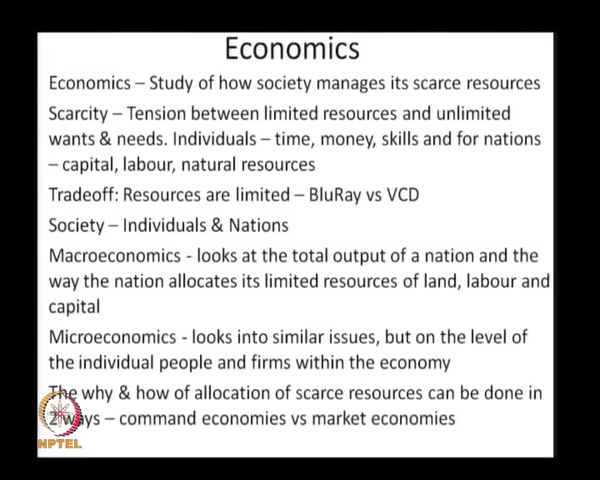 Economics
Economics – Study of how society manages its scarce resources
Scarcity – Tension between limited resources and unlimited
wants & needs. Individuals – time, money, skills and for nations
– capital, labour, natural resources
Tradeoff: Resources are limited – BluRay vs VCD
Society – Individuals & Nations
Macroeconomics - looks at the total output of a nation and the
way the nation allocates its limited resources of land, labour and
capital
Microeconomics - looks into similar issues, but on the level of
the individual people and firms within the economy
The why & how of allocation of scarce resources can be done in
2 ways – command economies vs market economies
NPTEL